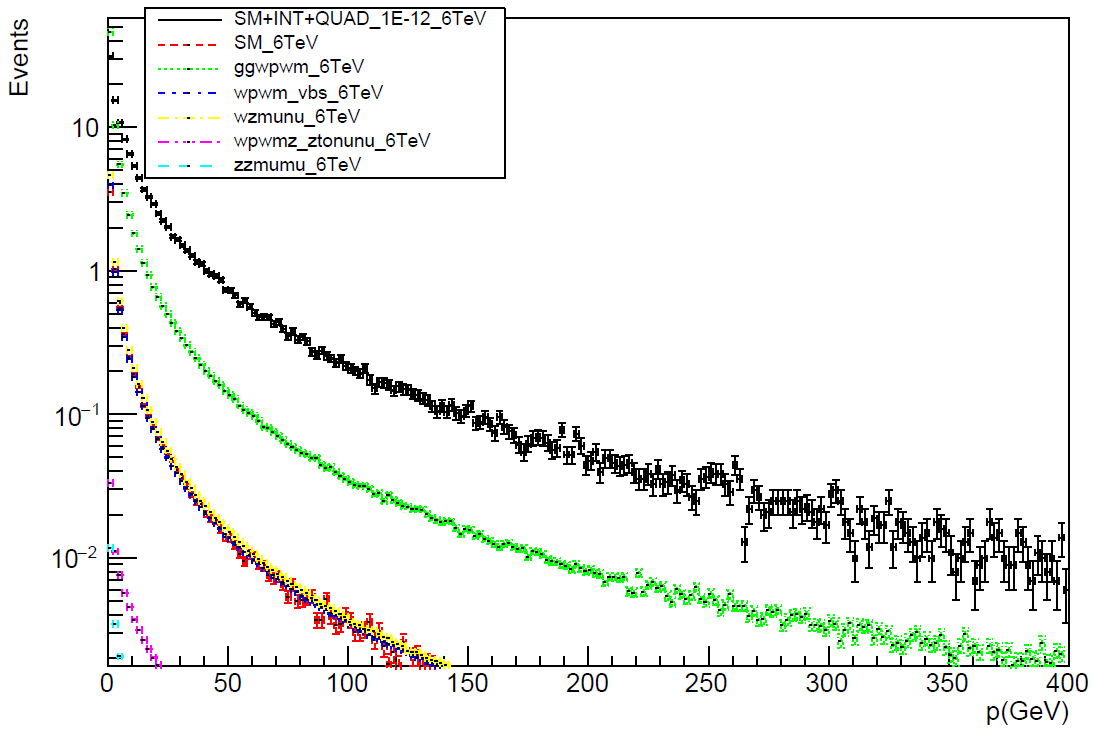 Events
SM+INT+QUAD_1E-12_6TeV
SM_6TeV
ggwpwm_6TeV
wpwm_vbs_6TeV
wzmunu_6TeV
wpwmz_ztonunu_6TeV
zzmumu_6TeV
10
1
10⁻¹
10⁻²
0 50 100 150 200 250 300 350 400
p(GeV)